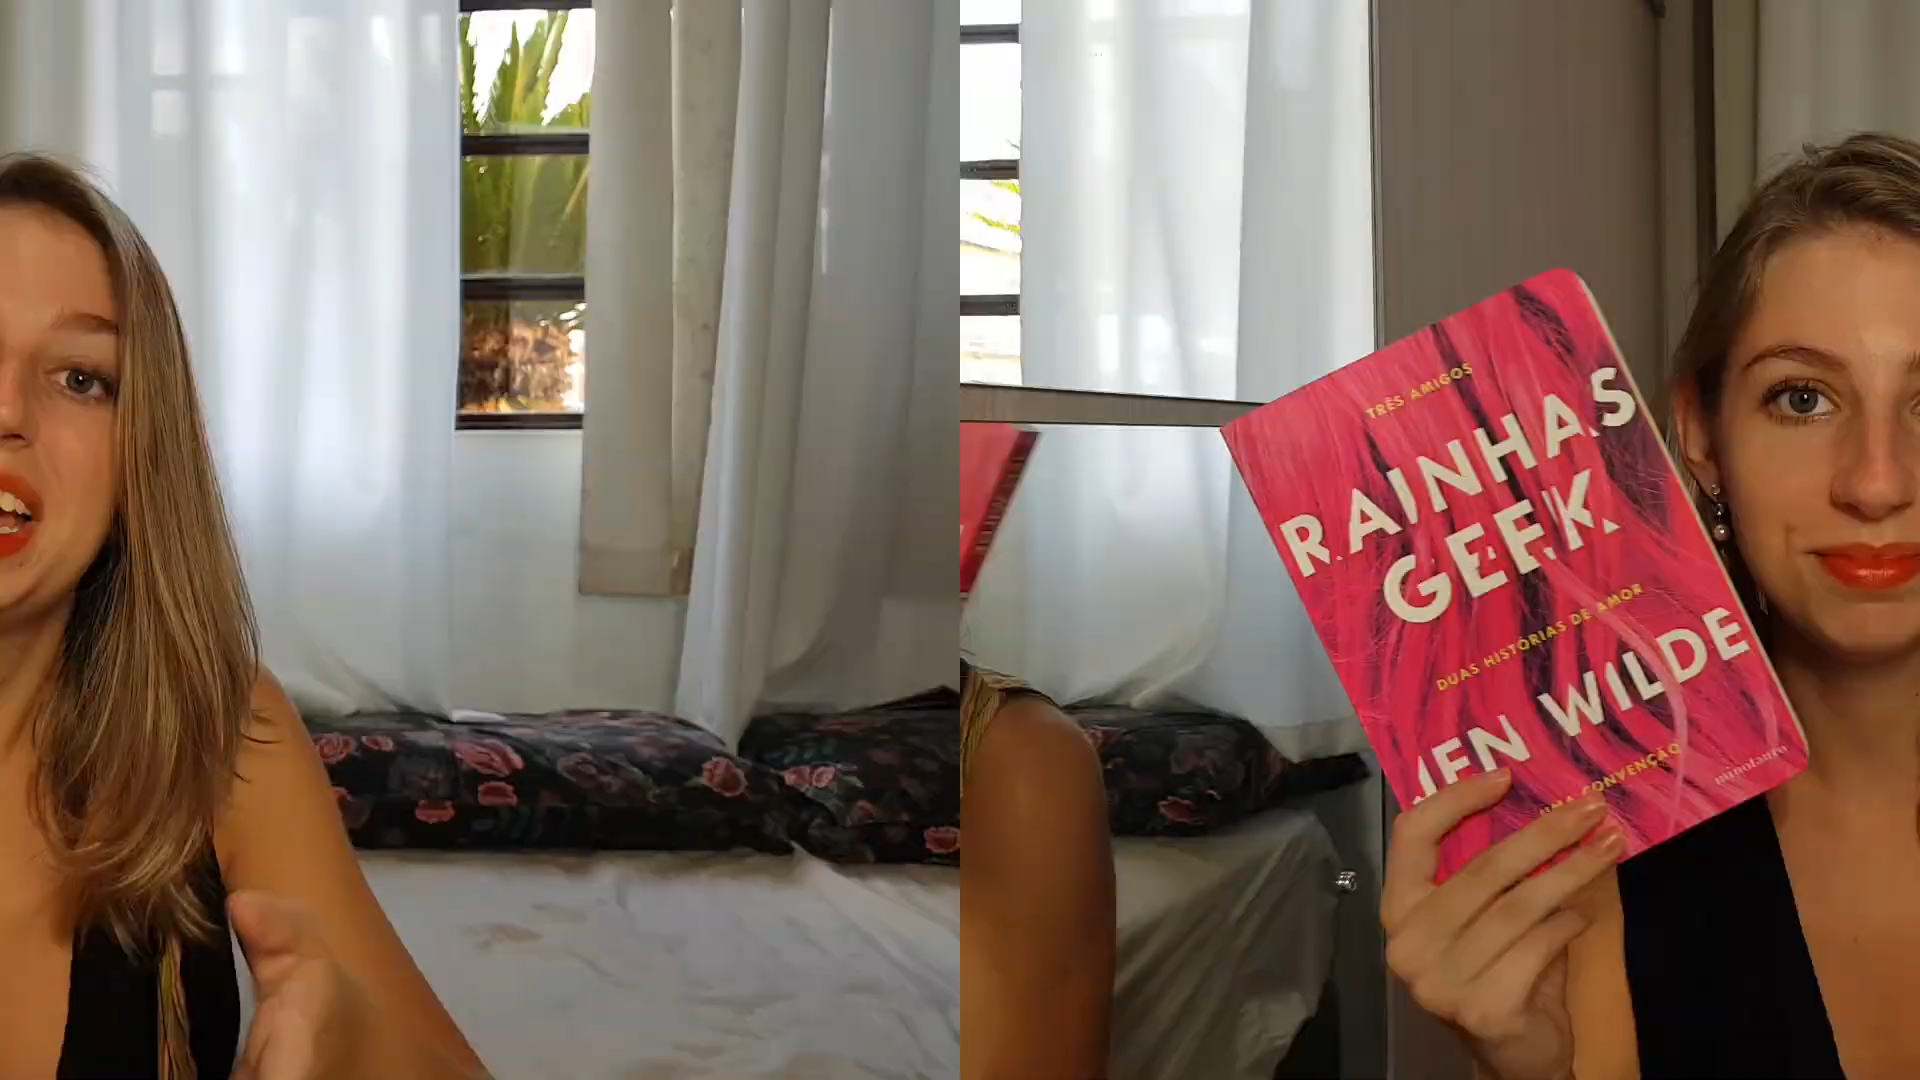 TRÊS AMIGOS
RAINHAS
GEEK.
DUAS HISTÓRIAS DE AMOR
JEN WILDE
UMA CONVENÇÃO
minotauro